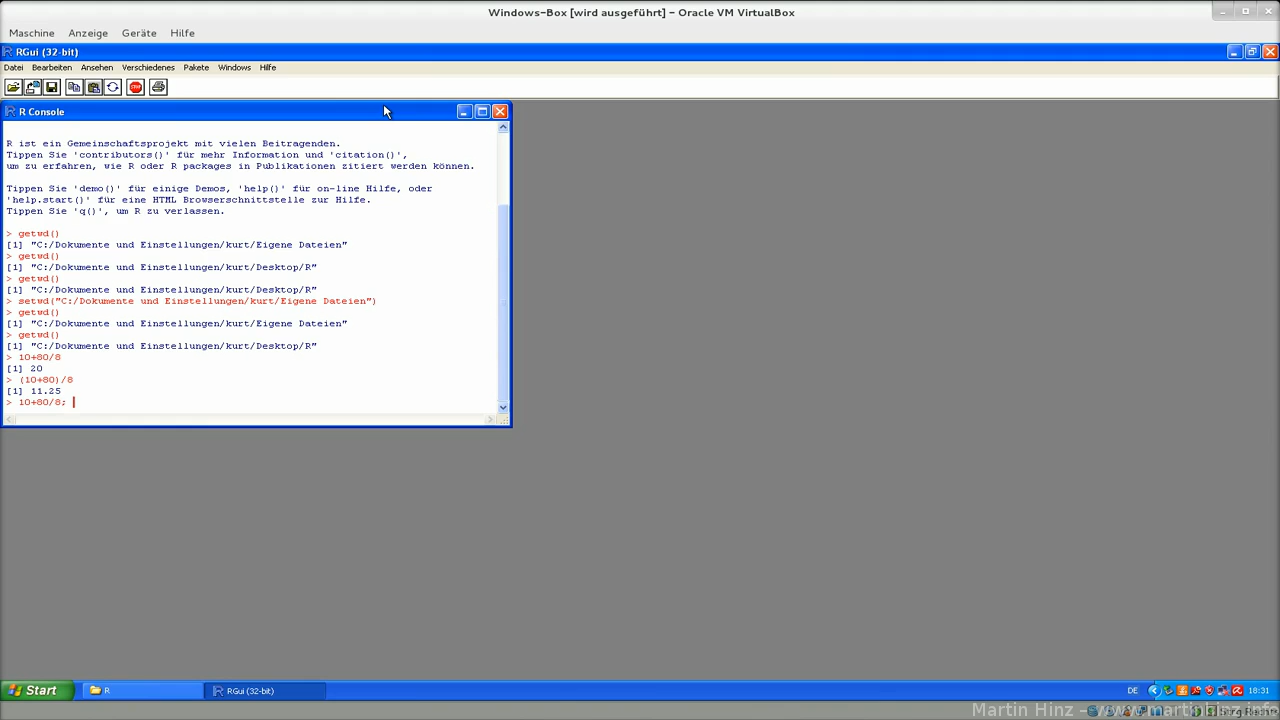 Windows-Box [wird ausgeführt] - Oracle VM VirtualBox
Maschine Anzeige Geräte Hilfe
RGui (32-bit)
Datei Bearbeiten Ansehen Verschiedenes Pakete Windows Hilfe
STOP
R Console
R ist ein Gemeinschaftsprojekt mit vielen Beitragenden.
Tippen Sie 'contributors()' für mehr Information und 'citation()',
um zu erfahren, wie R oder R packages in Publikationen zitiert werden können.
Tippen Sie 'demo()' für einige Demos, 'help()' für on-line Hilfe, oder
'help.start()' für eine HTML Browserschnittstelle zur Hilfe.
Tippen Sie 'q()', um R zu verlassen.
> getwd()
[1] "C:/Dokumente und Einstellungen/kurt/Eigene Dateien"
> getwd()
[1] "C:/Dokumente und Einstellungen/kurt/Desktop/R"
> getwd()
[1] "C:/Dokumente und Einstellungen/kurt/Desktop/R"
> setwd("C:/Dokumente und Einstellungen/kurt/Eigene Dateien")
> getwd()
[1] "C:/Dokumente und Einstellungen/kurt/Eigene Dateien"
> getwd()
[1] "C:/Dokumente und Einstellungen/kurt/Desktop/R"
> 10+80/8
[1] 20
> (10+80)/8
[1] 11.25
> 10+80/8;
Start R RGui (32-bit) DE 18:31
Martin Hinz - www.martinhinz.info